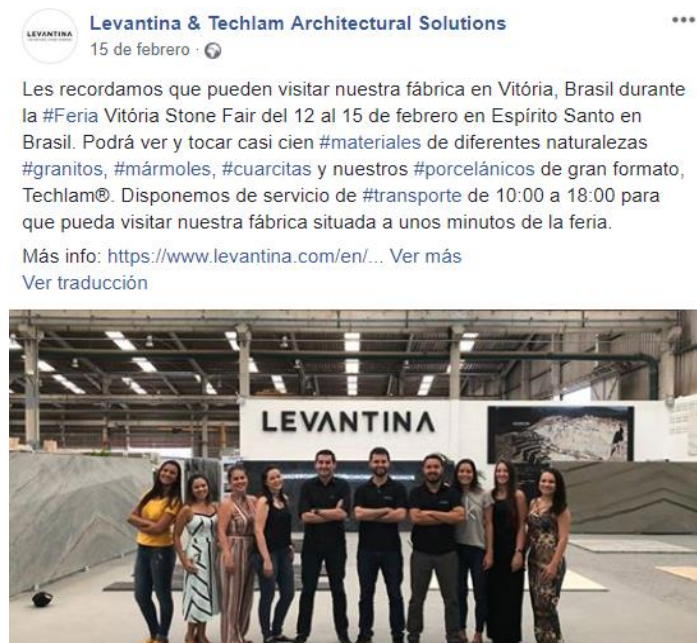 LEVANTINA
Levantina & Techlam Architectural Solutions
15 de febrero ·
Les recordamos que pueden visitar nuestra fábrica en Vitória, Brasil durante
la #Feria Vitória Stone Fair del 12 al 15 de febrero en Espírito Santo en
Brasil. Podrá ver y tocar casi cien #materiales de diferentes naturalezas
#granitos, #mármoles, #cuarcitas y nuestros #porcelánicos de gran formato,
Techlam®. Disponemos de servicio de #transporte de 10:00 a 18:00 para
que pueda visitar nuestra fábrica situada a unos minutos de la feria.
Más info: https://www.levantina.com/en/... Ver más
Ver traducción
LEVANTINA